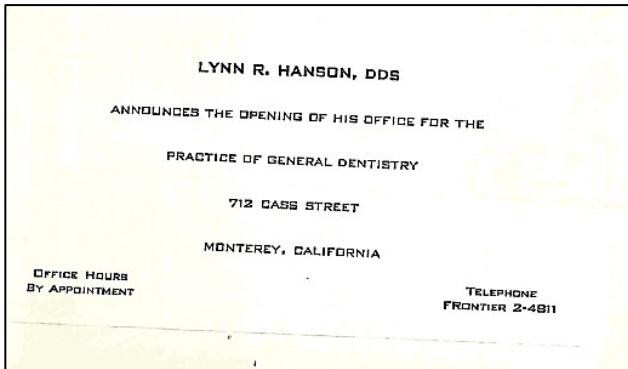 LYNN R. HANSON, DDS
ANNOUNCES THE OPENING OF HIS OFFICE FOR THE
PRACTICE OF GENERAL DENTISTRY
712 CASS STREET
MONTEREY, CALIFORNIA
OFFICE HOURS
BY APPOINTMENT
TELEPHONE
FRONTIER 2-4811